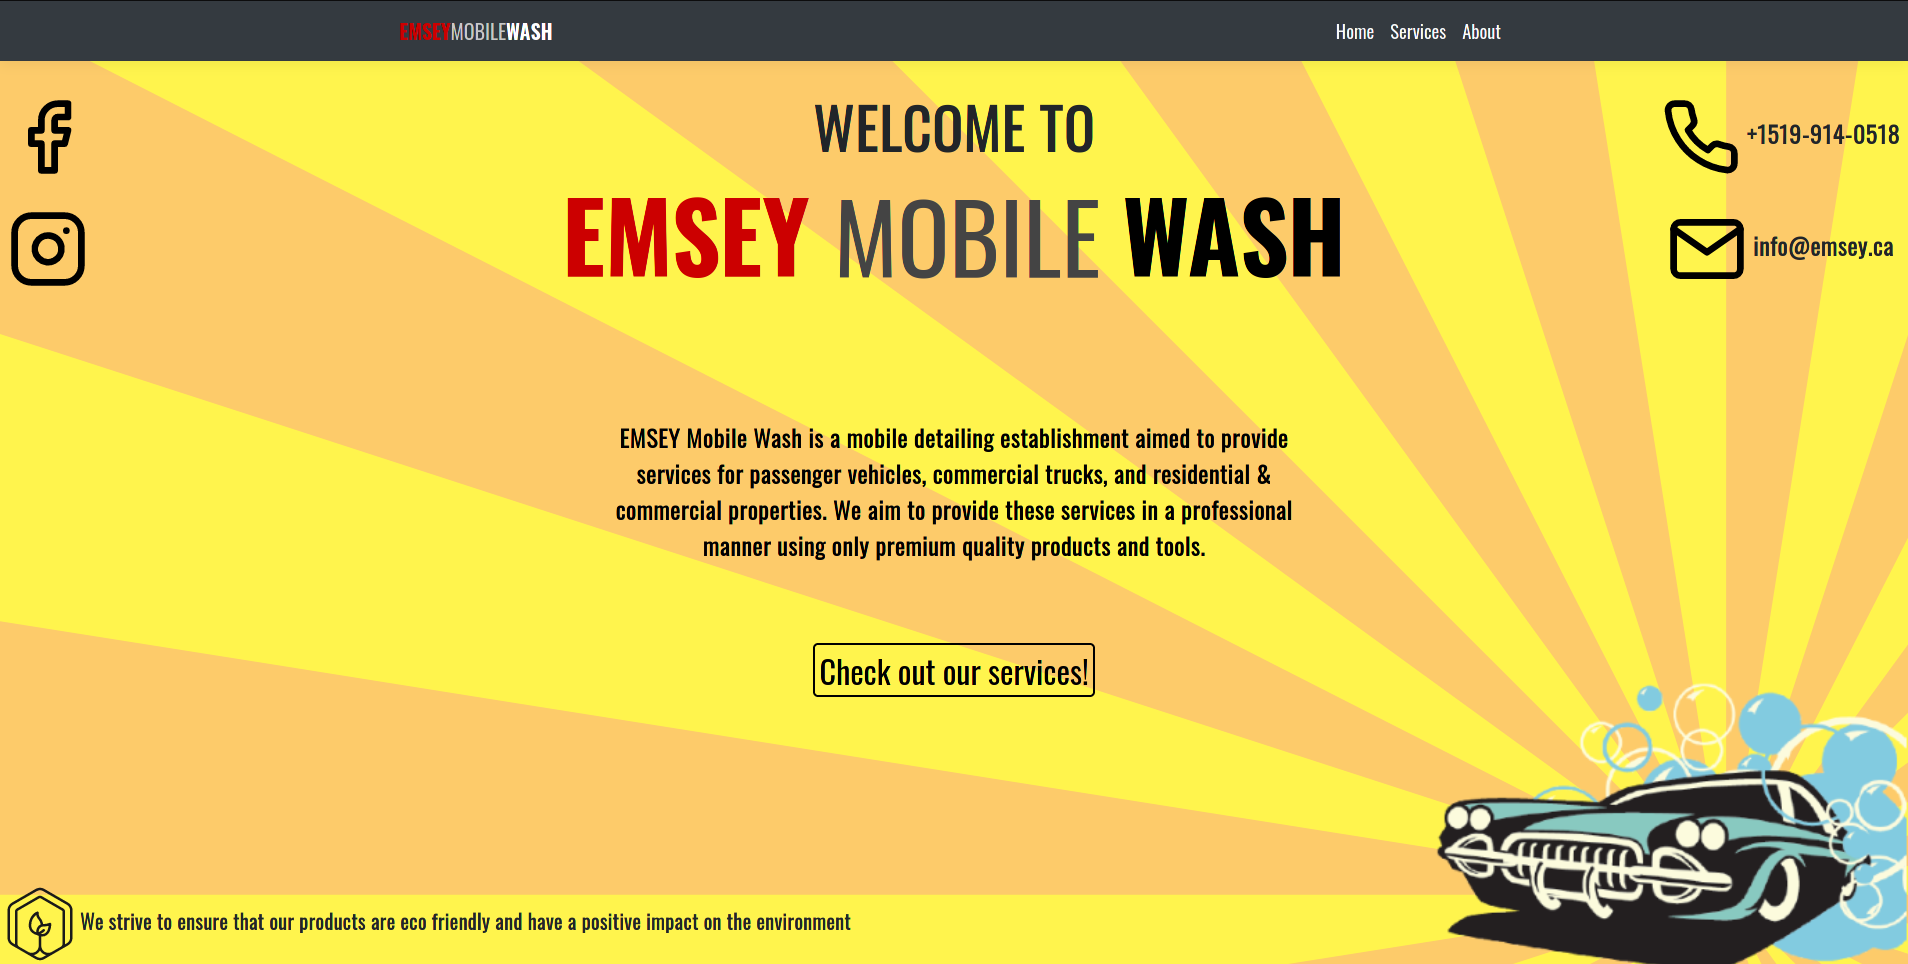 EMSEYMOBILEWASH
Home Services About
WELCOME TO
EMSEY MOBILE WASH
+1519-914-0518
info@emsey.ca
EMSEY Mobile Wash is a mobile detailing establishment aimed to provide
services for passenger vehicles, commercial trucks, and residential &
commercial properties. We aim to provide these services in a professional
manner using only premium quality products and tools.
Check out our services!
We strive to ensure that our products are eco friendly and have a positive impact on the environment